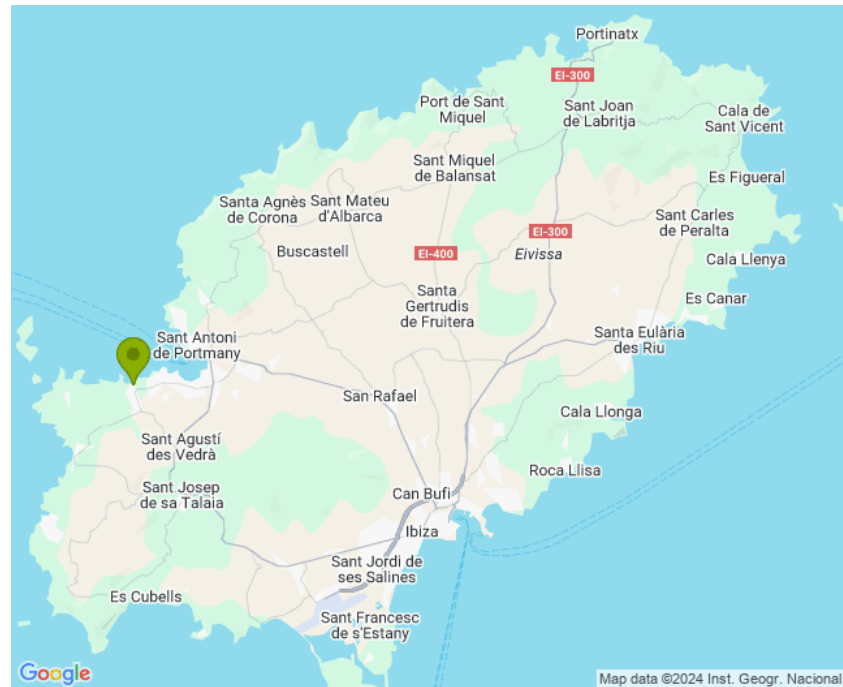 Portinatx
EI-300
Port de Sant
Miquel
Sant Joan
de Labritja
Cala de
Sant Vicent
Sant Miquel
de Balansat
Es Figueral
Santa Agnès
de Corona
Sant Mateu
d'Albarca
Sant Carles
de Peralta
EI-300
Buscastell
EI-400
Eivissa
Cala Llenya
Santa
Gertrudis
de Fruitera
Es Canar
Sant Antoni
de Portmany
Santa Eulària
des Riu
San Rafael
Cala Llonga
Sant Agustí
des Vedrà
Roca Llisa
Sant Josep
de sa Talaia
Can Bufi
Ibiza
Sant Jordi de
ses Salines
Es Cubells
Sant Francesc
de s'Estany
Google
Map data ©2024 Inst. Geogr. Nacional